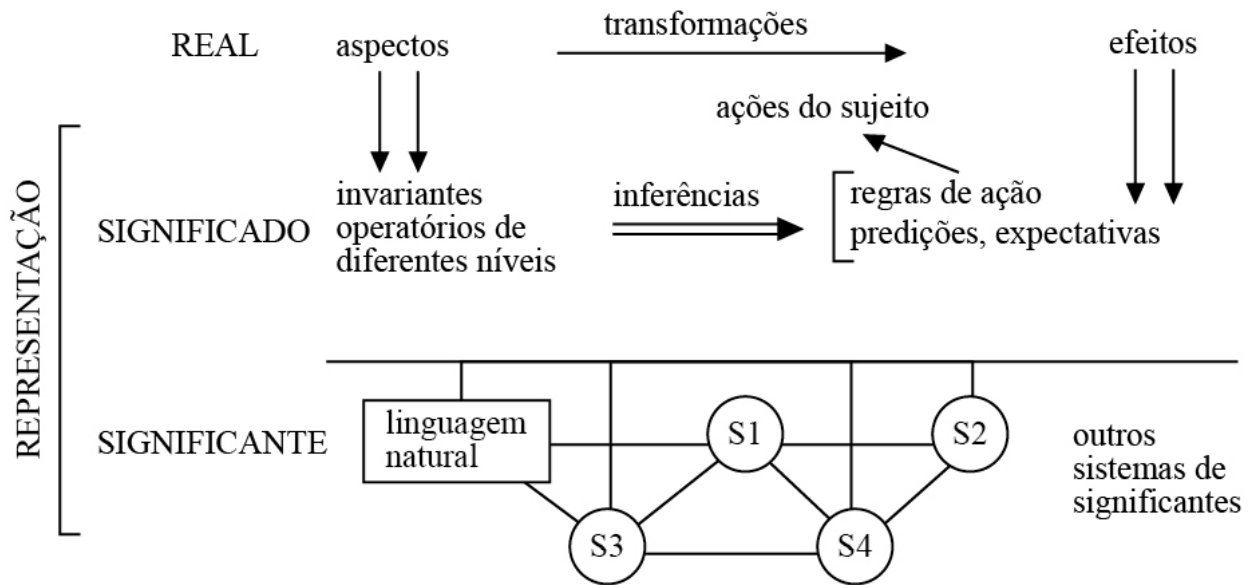 REAL
aspectos
transformações
efeitos
ações do sujeito
REPRESENTAÇÃO
SIGNIFICADO
invariantes
operatórios de
diferentes níveis
inferências
regras de ação
predições, expectativas
SIGNIFICANTE
linguagem
natural
S1
S2
S3
S4
outros
sistemas de
significantes